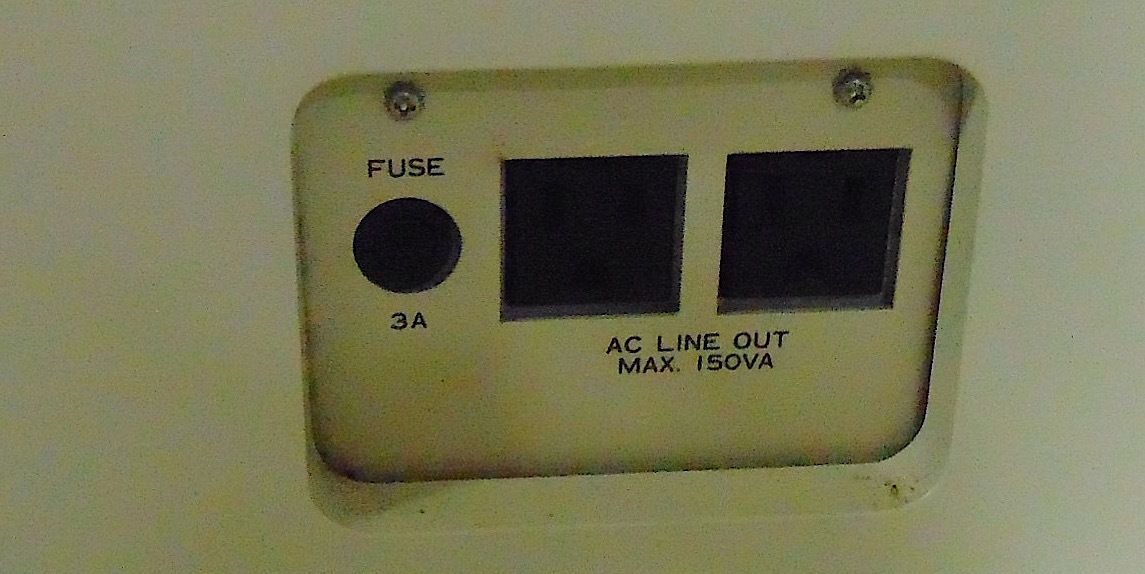 FUSE
3A
AC LINE OUT
MAX. 150VA